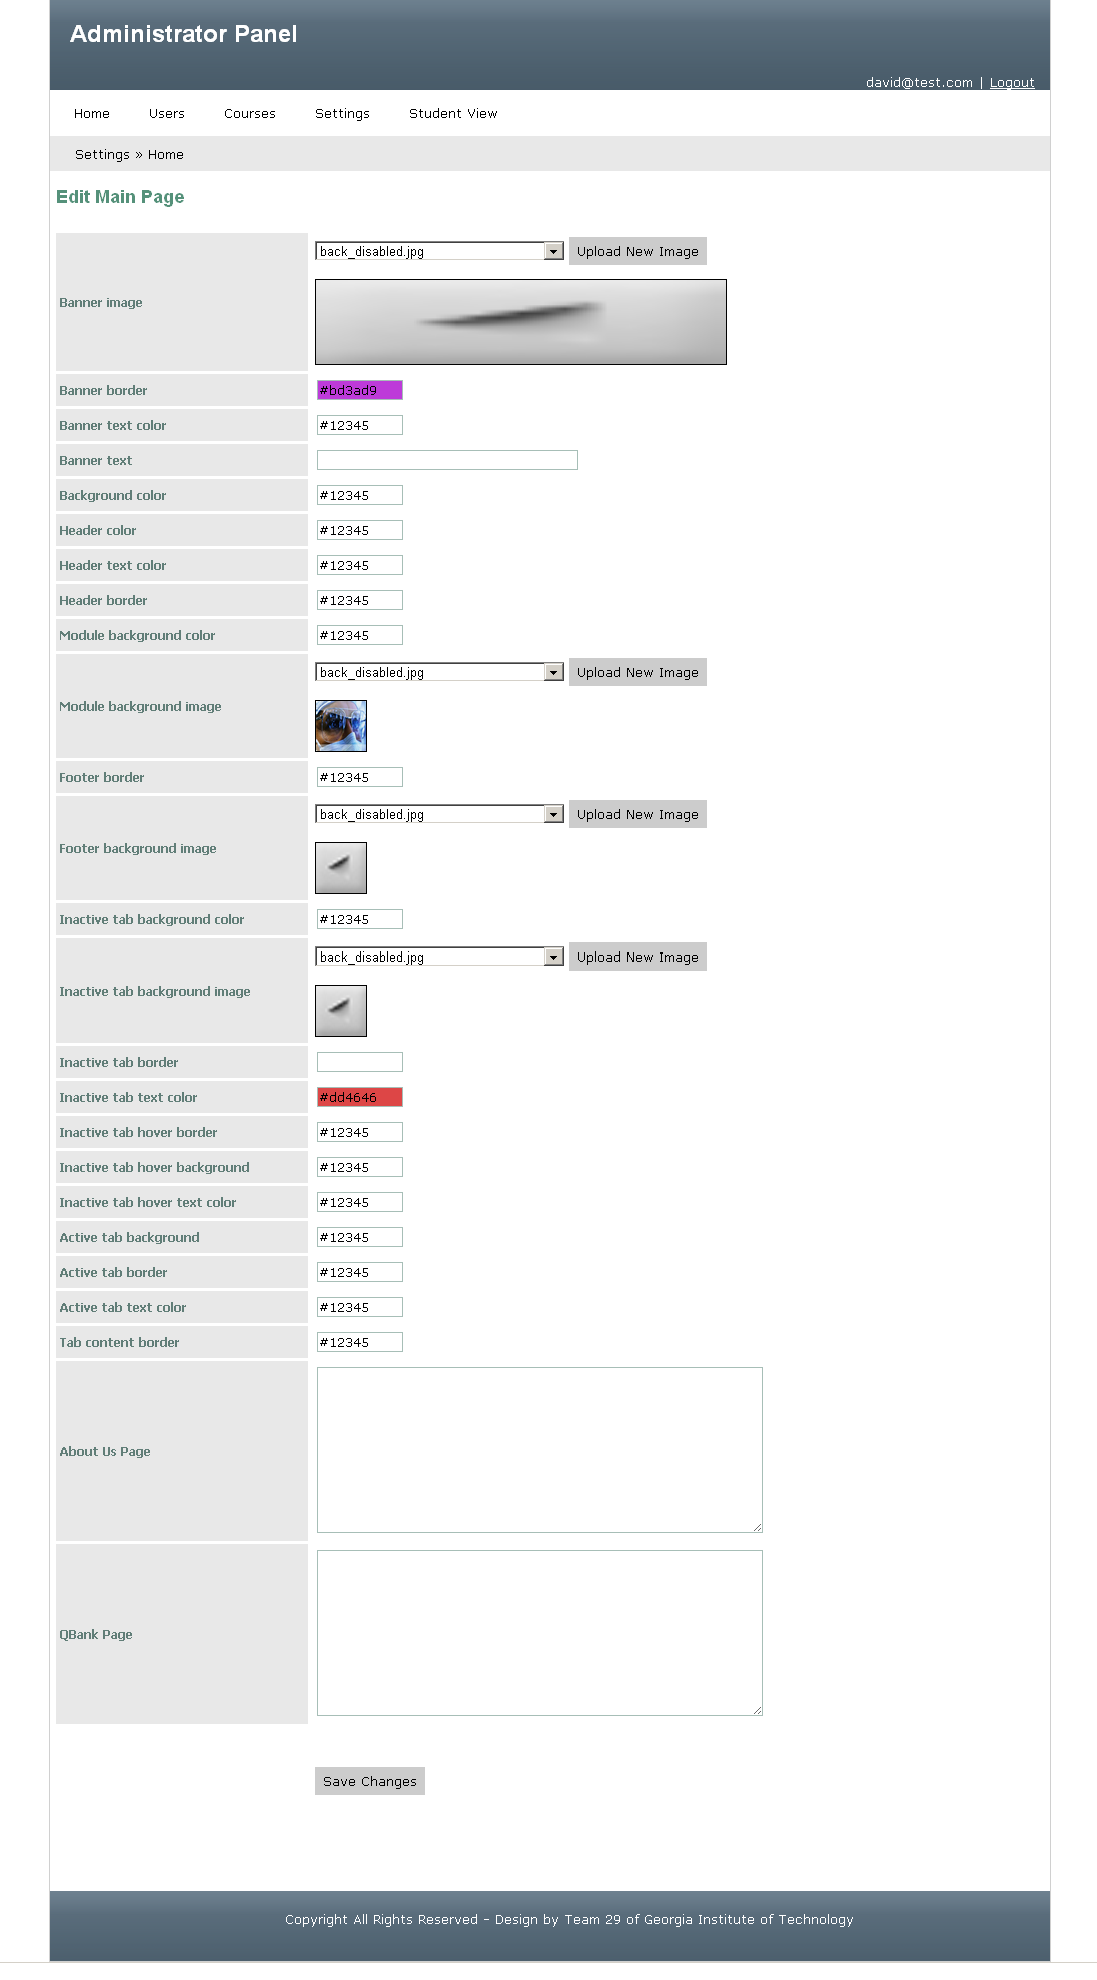 Administrator Panel
david@test.com | Logout
Home Users Courses Settings Student View
Settings » Home
Edit Main Page
Banner image
back_disabled.jpg Upload New Image
Banner border #bd3ad9
Banner text color #12345
Banner text
Background color #12345
Header color #12345
Header text color #12345
Header border #12345
Module background color #12345
Module background image
back_disabled.jpg Upload New Image
Footer border #12345
Footer background image
back_disabled.jpg Upload New Image
Inactive tab background color #12345
Inactive tab background image
back_disabled.jpg Upload New Image
Inactive tab border
Inactive tab text color #dd4646
Inactive tab hover border #12345
Inactive tab hover background #12345
Inactive tab hover text color #12345
Active tab background #12345
Active tab border #12345
Active tab text color #12345
Tab content border #12345
About Us Page
QBank Page
Save Changes
Copyright All Rights Reserved - Design by Team 29 of Georgia Institute of Technology